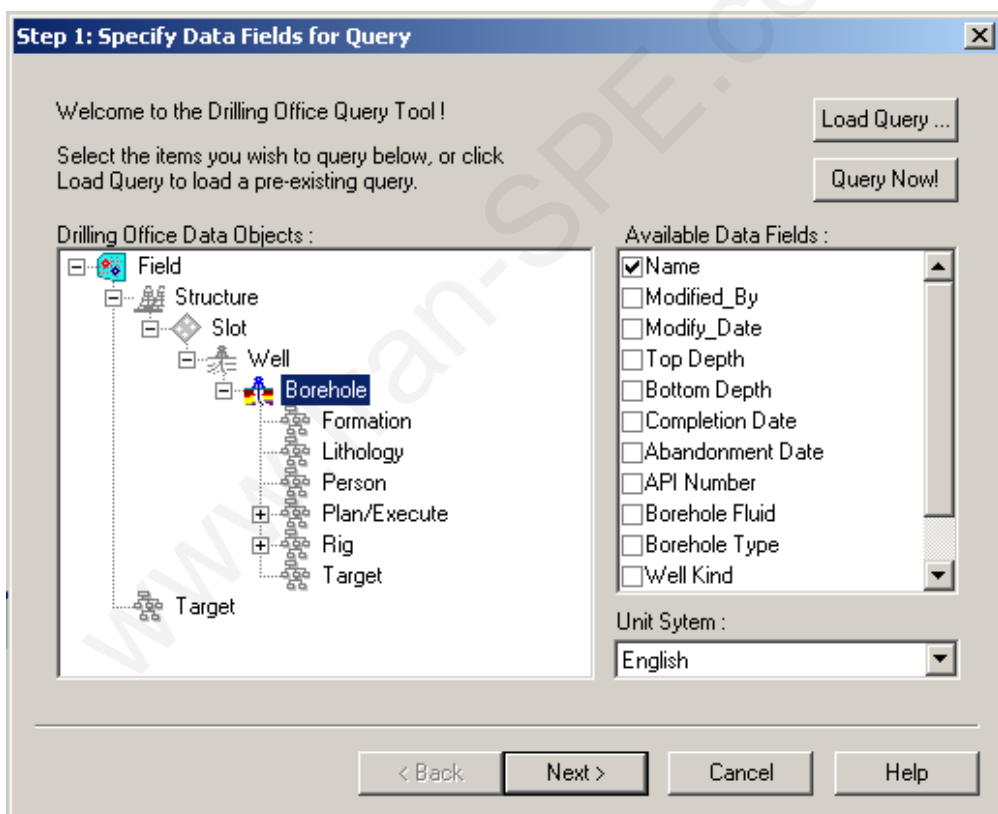 Step 1: Specify Data Fields for Query
Welcome to the Drilling Office Query Tool !
Select the items you wish to query below, or click
Load Query to load a pre-existing query.
Load Query ...
Query Now!
Drilling Office Data Objects :
Field
Structure
Slot
Well
Borehole
Formation
Lithology
Person
Plan/Execute
Rig
Target
Target
Available Data Fields :
Name
Modified_By
Modify_Date
Top Depth
Bottom Depth
Completion Date
Abandonment Date
API Number
Borehole Fluid
Borehole Type
Well Kind
Unit Sytem :
English
< Back
Next >
Cancel
Help
www.Iran-SPE.co